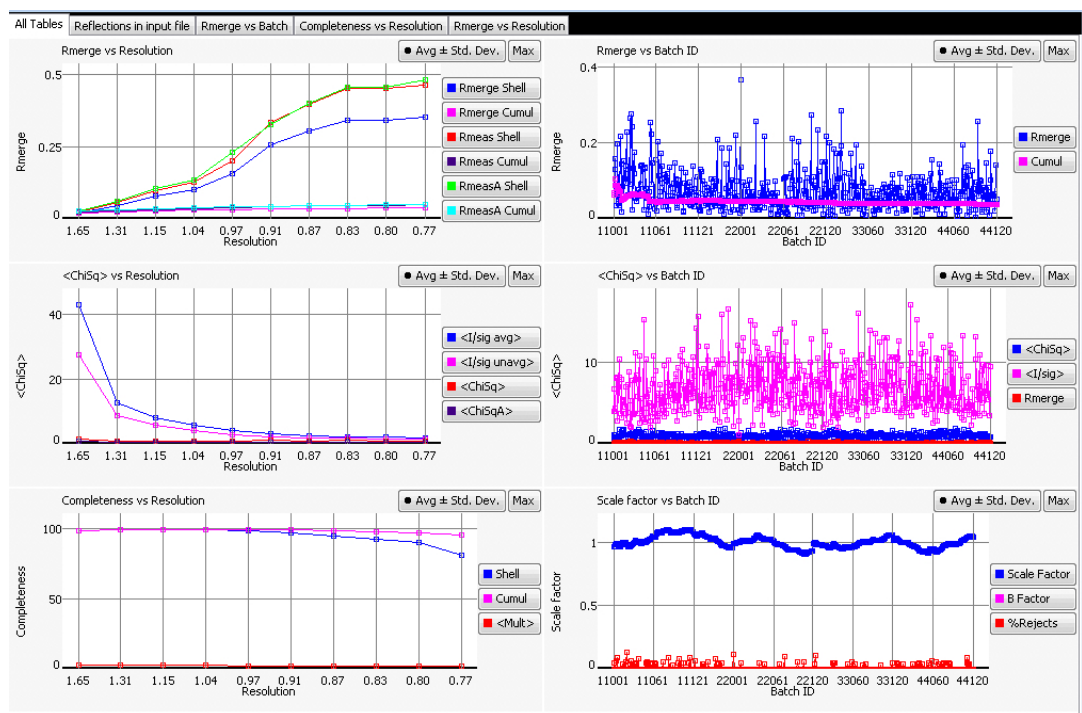 All Tables Reflections in input file Rmerge vs Batch Completeness vs Resolution Rmerge vs Resolution
Rmerge vs Resolution
● Avg ± Std. Dev. Max
0.5
0.25
0
Rmerge
1.65 1.31 1.15 1.04 0.97 0.91 0.87 0.83 0.80 0.77
Resolution
Rmerge Shell
Rmerge Cumul
Rmeas Shell
Rmeas Cumul
RmeasA Shell
RmeasA Cumul
Rmerge vs Batch ID
● Avg ± Std. Dev. Max
0.4
0.2
0
Rmerge
11001 11061 11121 22001 22061 22120 33060 33120 44060 44120
Batch ID
Rmerge
Cumul
<ChiSq> vs Resolution
● Avg ± Std. Dev. Max
40
20
0
<ChiSq>
1.65 1.31 1.15 1.04 0.97 0.91 0.87 0.83 0.80 0.77
Resolution
<I/sig avg>
<I/sig unavg>
<ChiSq>
<ChiSqA>
<ChiSq> vs Batch ID
● Avg ± Std. Dev. Max
10
0
<ChiSq>
11001 11061 11121 22001 22061 22120 33060 33120 44060 44120
Batch ID
<ChiSq>
<I/sig>
Rmerge
Completeness vs Resolution
● Avg ± Std. Dev. Max
100
50
0
Completeness
1.65 1.31 1.15 1.04 0.97 0.91 0.87 0.83 0.80 0.77
Resolution
Shell
Cumul
<Mult>
Scale factor vs Batch ID
● Avg ± Std. Dev. Max
1
0.5
0
Scale factor
11001 11061 11121 22001 22061 22120 33060 33120 44060 44120
Batch ID
Scale Factor
B Factor
%Rejects